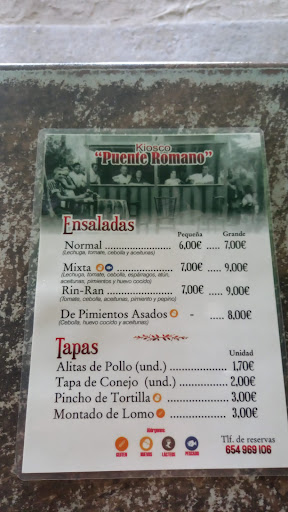 Kiosco
"Puente Romano"
Ensaladas
Pequeña Grande
Normal ........................ 6,00€ ..... 7,00€
(Lechuga, tomate, cebolla y aceitunas)
Mixta ................... 7,00€ ..... 9,00€
(Lechuga, tomate, cebolla, espárragos, atún,
aceitunas, pimientos y huevo cocido)
Rin-Ran ..................... 7,00€ ..... 9,00€
(Tomate, cebolla, aceitunas, pimiento y pepino)
De Pimientos Asados - ..... 8,00€
(Cebolla, huevo cocido y aceitunas)
Tapas
Unidad
Alitas de Pollo (und.) ................ 1,70€
Tapa de Conejo (und.) ............... 2,00€
Pincho de Tortilla ................ 3,00€
Montado de Lomo ................ 3,00€
Alérgenos:
GLUTEN HUEVOS LÁCTEOS PESCADO
Tlf. de reservas
654 969 106